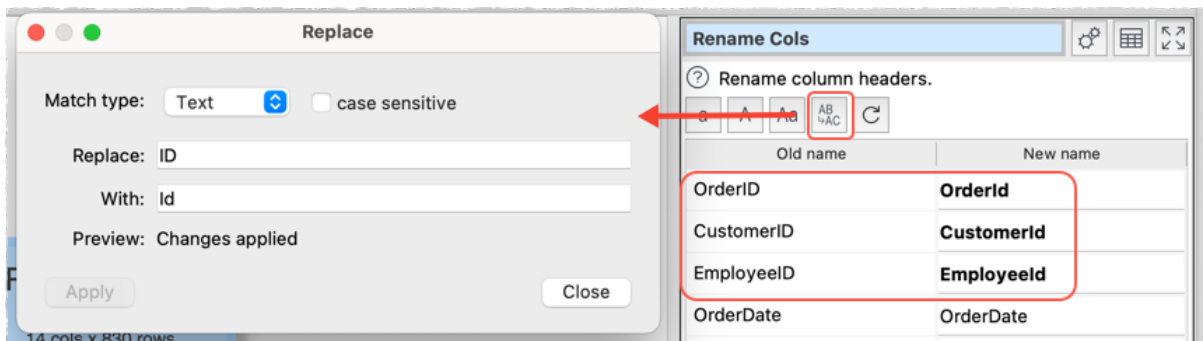 Replace
Match type: Text case sensitive
Replace: ID
With: Id
Preview: Changes applied
Apply Close
14 cols x 830 rows
Rename Cols
? Rename column headers.
a A Aa AB AC
Old name New name
OrderID OrderId
CustomerID CustomerId
EmployeeID EmployeeId
OrderDate OrderDate